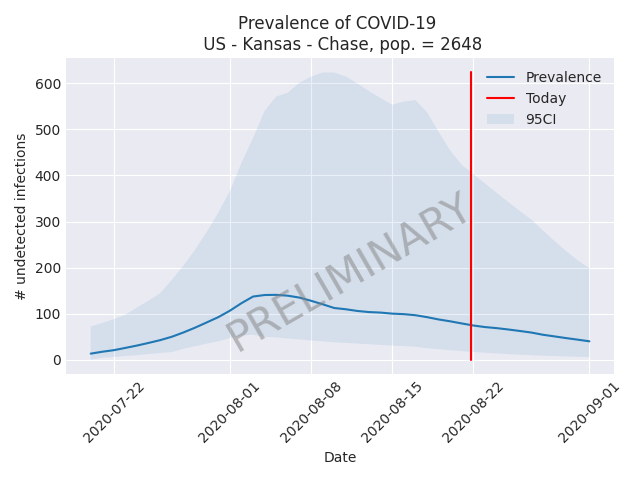 Prevalence of COVID-19
US - Kansas - Chase, pop. = 2648
600
500
400
300
200
100
0
# undetected infections
Prevalence
Today
95CI
PRELIMINARY
2020-07-22
2020-08-01
2020-08-08
2020-08-15
2020-08-22
2020-09-01
Date